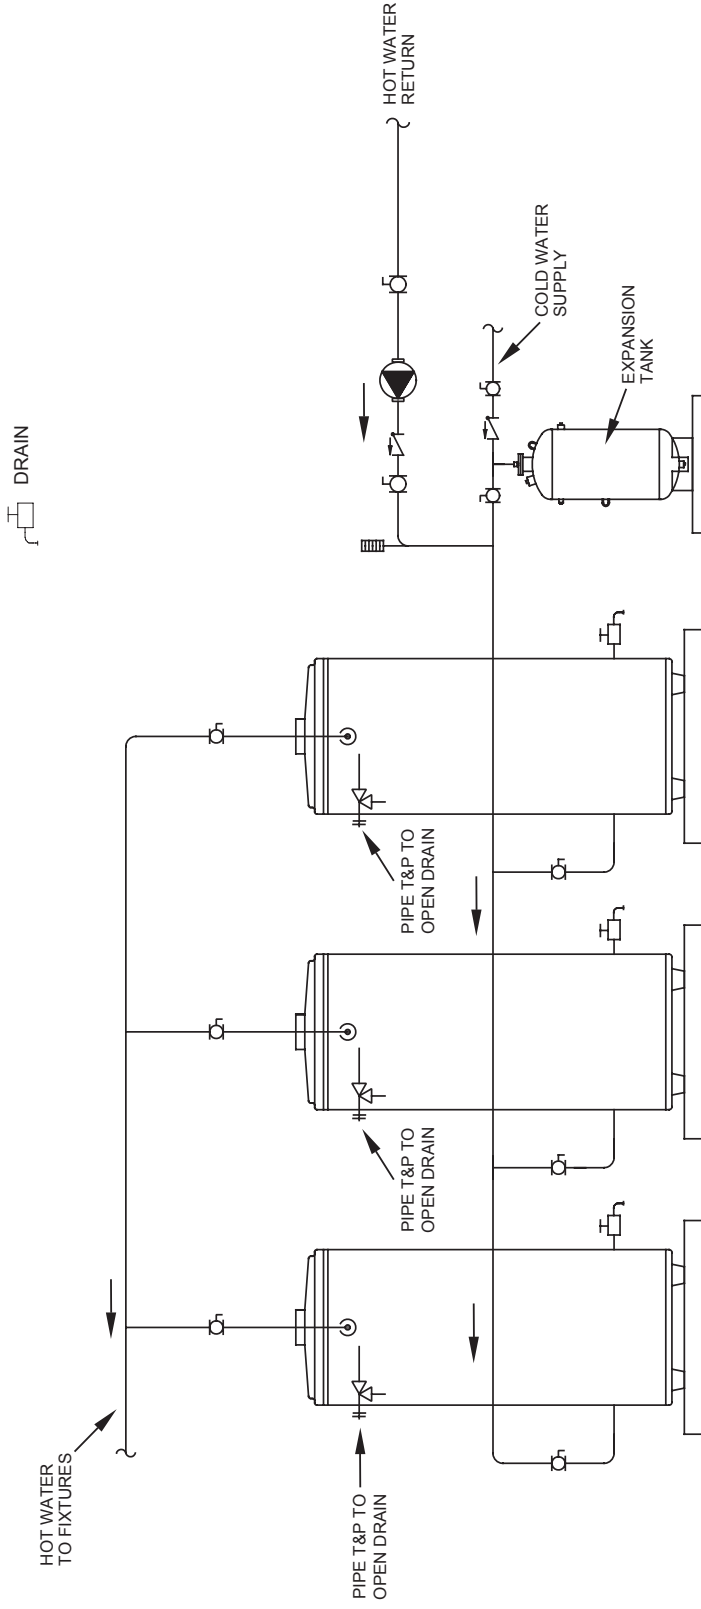 DRAIN
HOT WATER
TO FIXTURES
HOT WATER
RETURN
PIPE T&P TO
OPEN DRAIN
PIPE T&P TO
OPEN DRAIN
PIPE T&P TO
OPEN DRAIN
COLD WATER
SUPPLY
EXPANSION
TANK